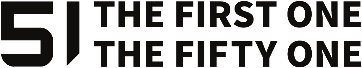 51
THE FIRST ONE
THE FIFTY ONE